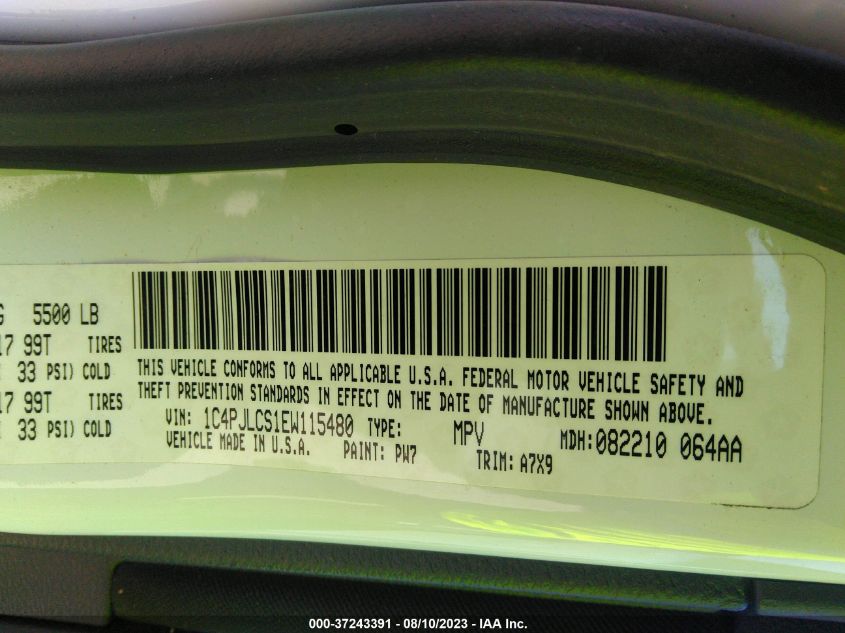 G 5500 LB
17 99T TIRES
33 PSI) COLD
17 99T TIRES
33 PSI) COLD
THIS VEHICLE CONFORMS TO ALL APPLICABLE U.S.A. FEDERAL MOTOR VEHICLE SAFETY AND
THEFT PREVENTION STANDARDS IN EFFECT ON THE DATE OF MANUFACTURE SHOWN ABOVE.
VIN: 1C4PJLCS1EW115480 TYPE: MPV MDH:082210 064AA
VEHICLE MADE IN U.S.A. PAINT: PW7 TRIM: A7X9
000-37243391 - 08/10/2023 - IAA Inc.